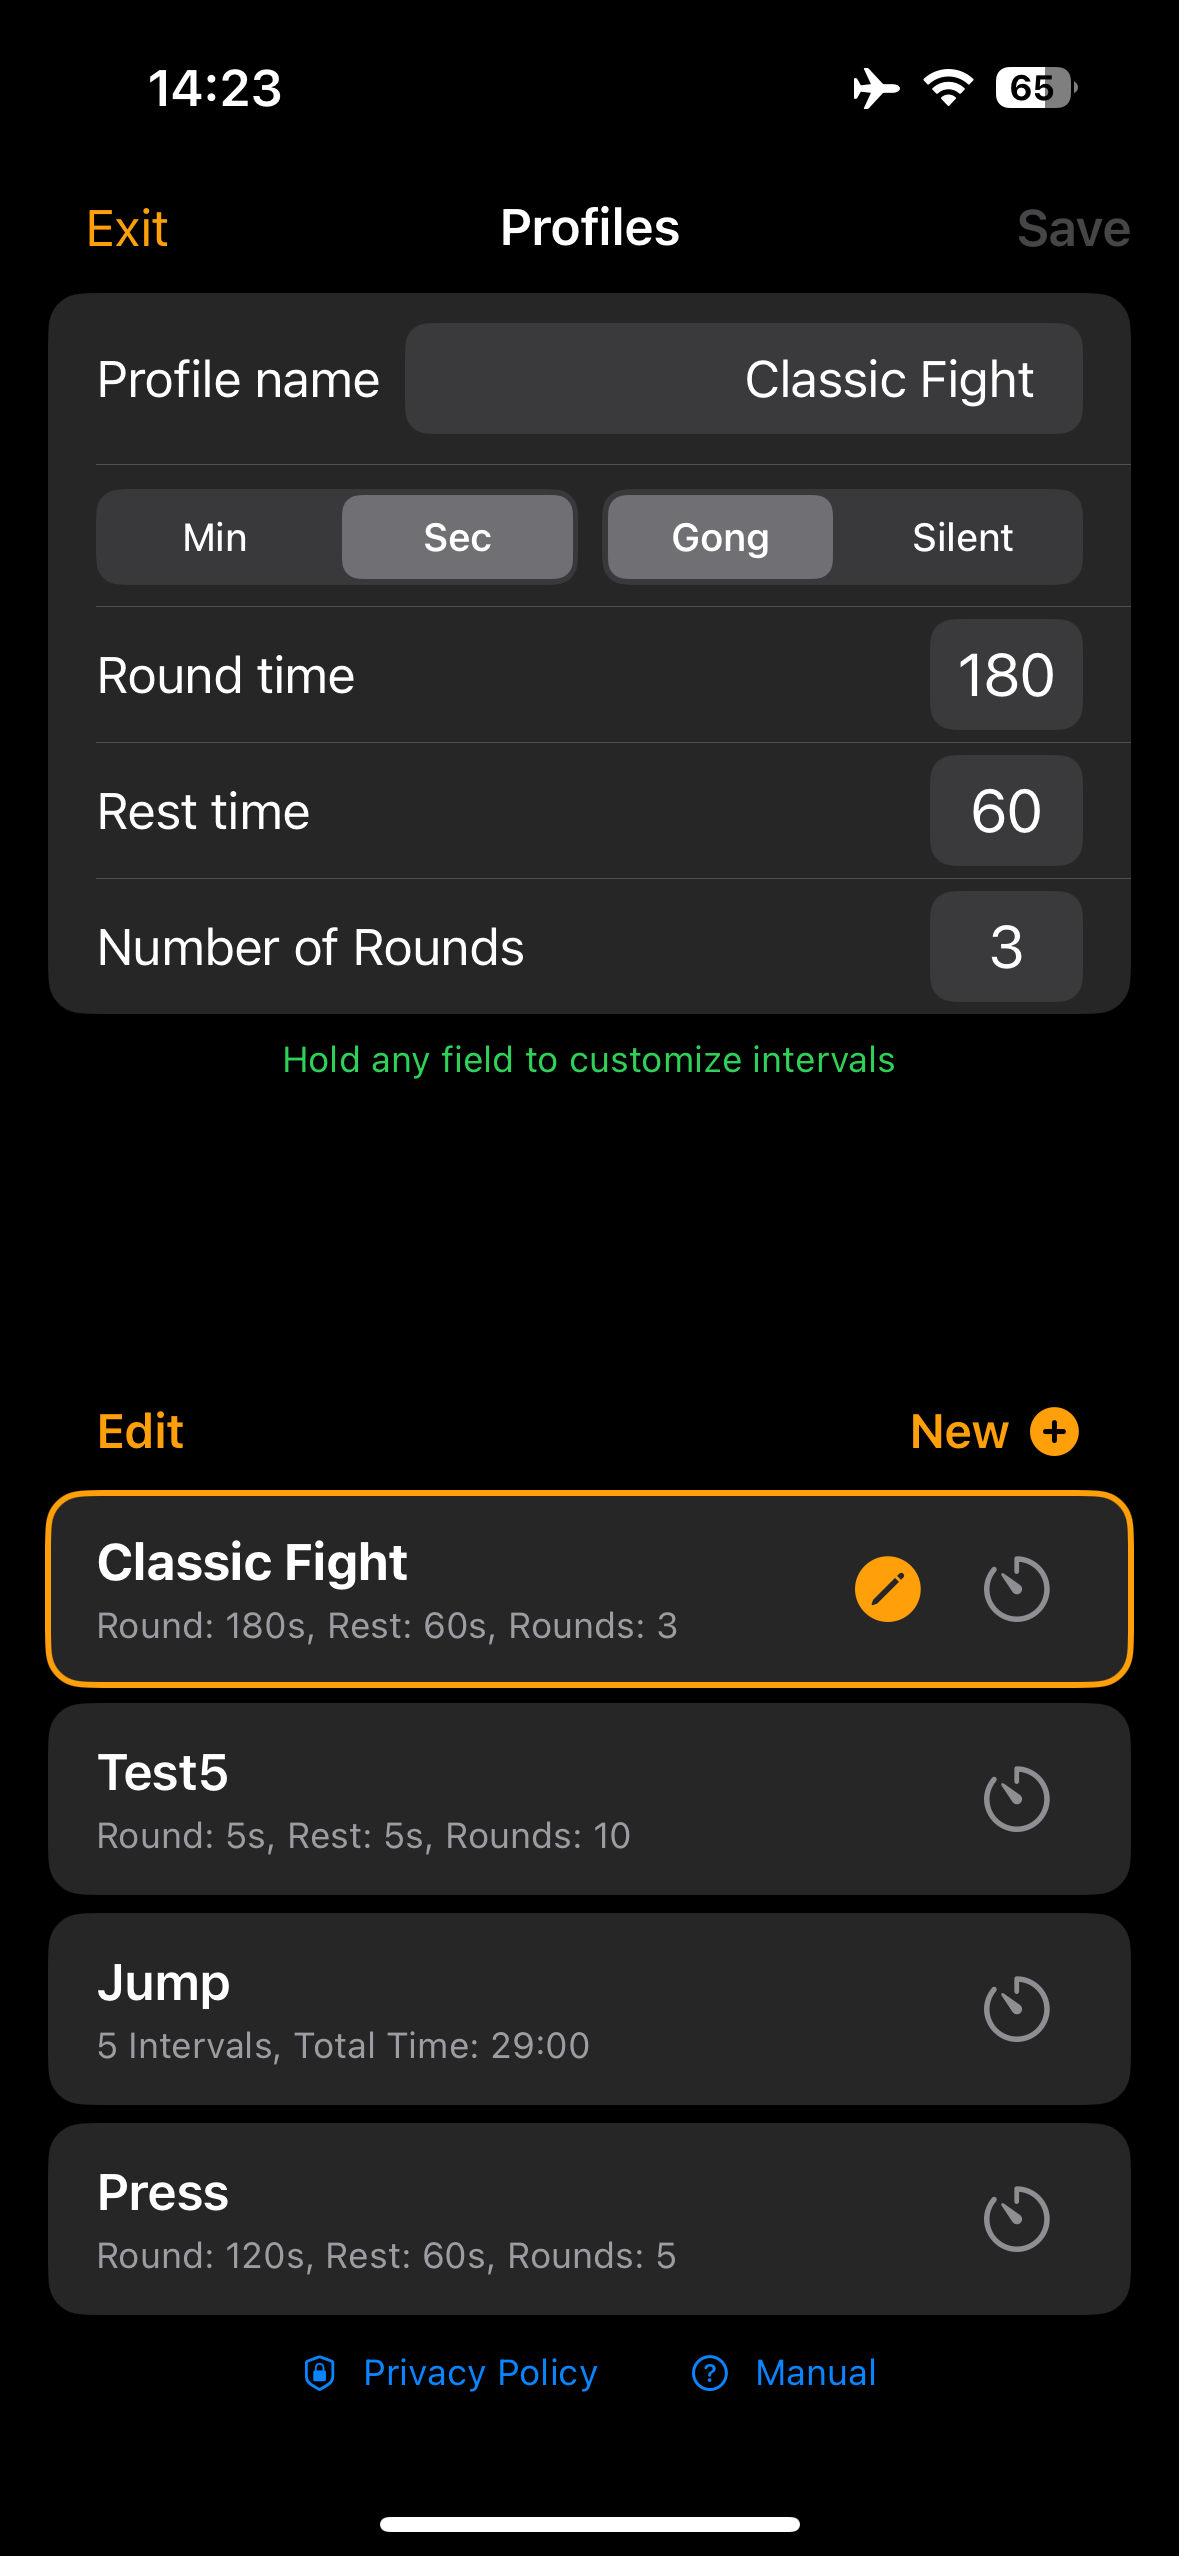 14:23
65
Exit
Profiles
Save
Profile name
Classic Fight
Min
Sec
Gong
Silent
Round time
180
Rest time
60
Number of Rounds
3
Hold any field to customize intervals
Edit
New
Classic Fight
Round: 180s, Rest: 60s, Rounds: 3
Test5
Round: 5s, Rest: 5s, Rounds: 10
Jump
5 Intervals, Total Time: 29:00
Press
Round: 120s, Rest: 60s, Rounds: 5
Privacy Policy
Manual